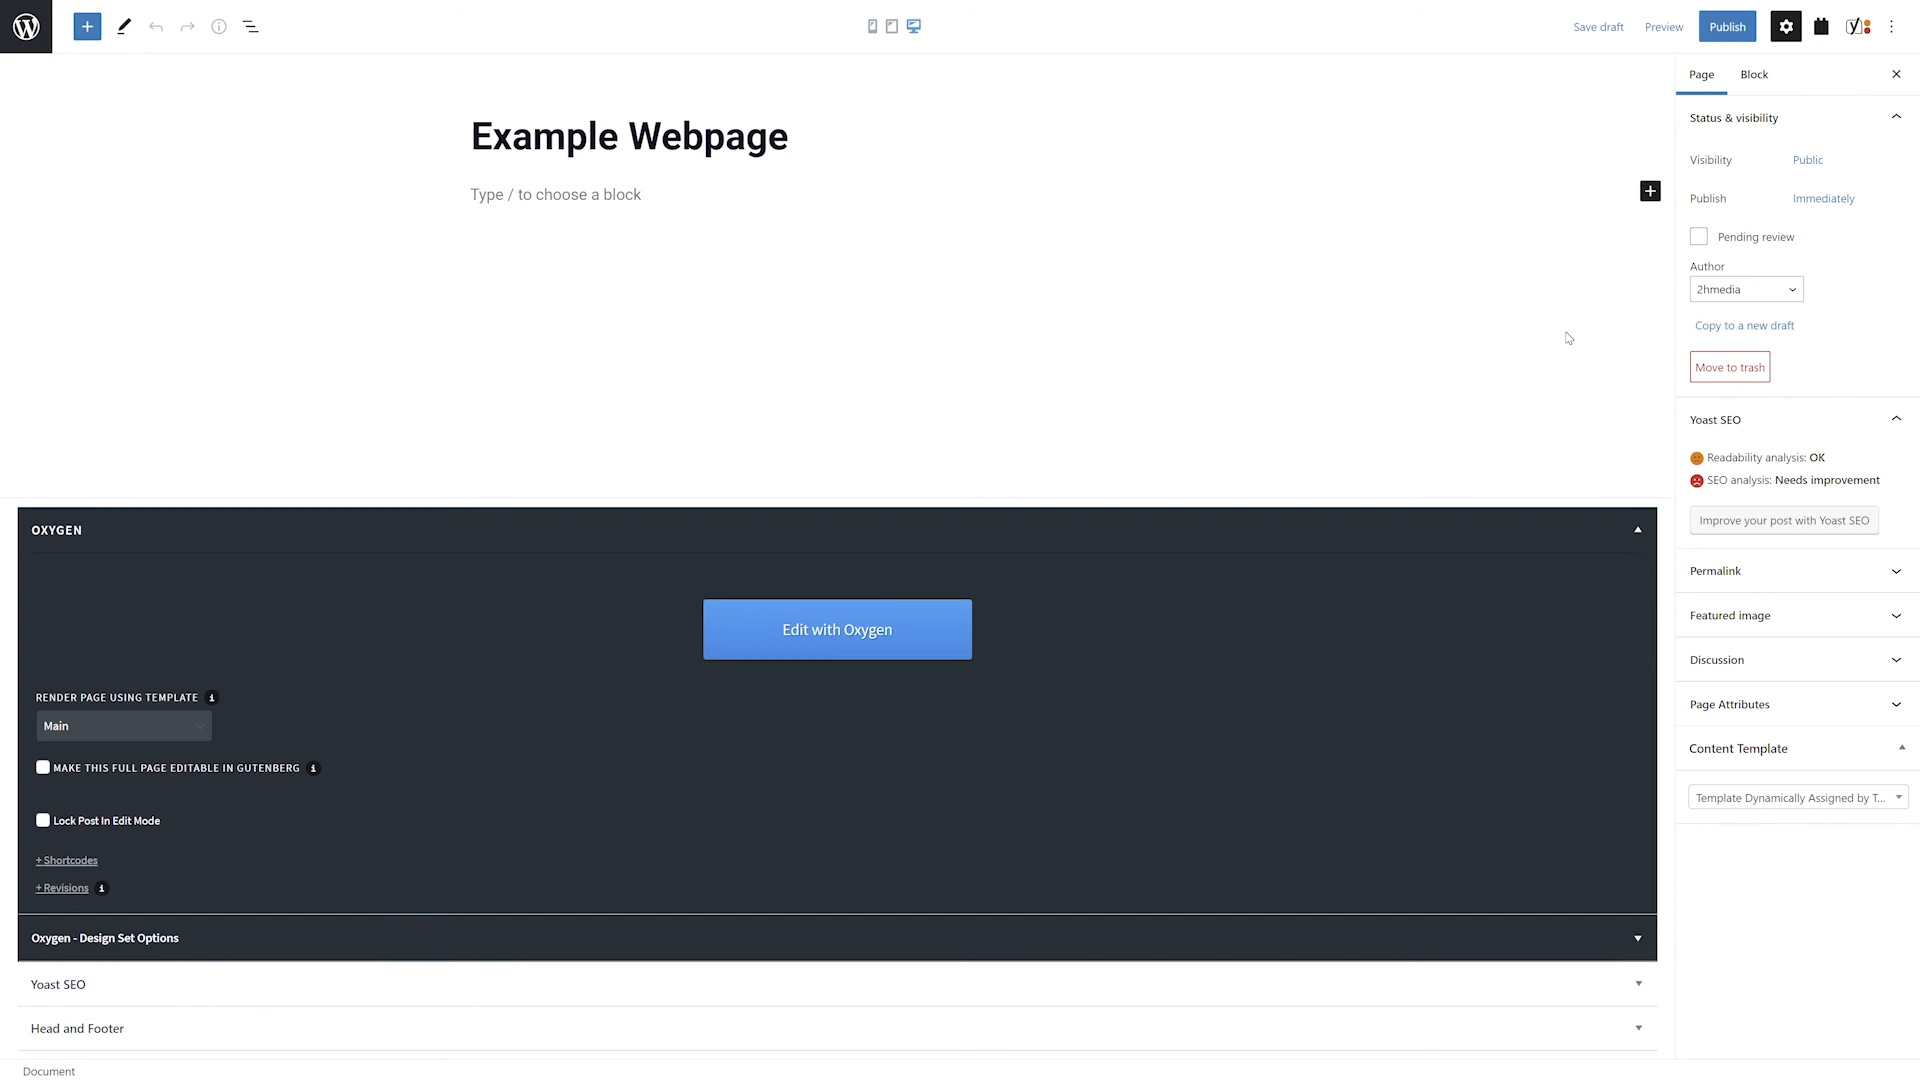 Save draft
Preview
Publish
Page
Block
Example Webpage
Type / to choose a block
Status & visibility
Visibility
Public
Publish
Immediately
Pending review
Author
2hmedia
Copy to a new draft
Move to trash
Yoast SEO
Readability analysis: OK
SEO analysis: Needs improvement
Improve your post with Yoast SEO
Permalink
Featured image
Discussion
Page Attributes
Content Template
Template Dynamically Assigned by T...
OXYGEN
Edit with Oxygen
RENDER PAGE USING TEMPLATE
Main
MAKE THIS FULL PAGE EDITABLE IN GUTENBERG
Lock Post In Edit Mode
+ Shortcodes
+ Revisions
Oxygen - Design Set Options
Yoast SEO
Head and Footer
Document